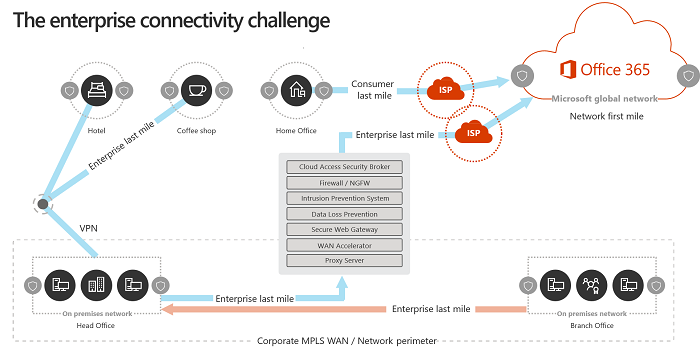 The enterprise connectivity challenge
Office 365
Microsoft global network
Network first mile
Hotel
Coffee shop
Home Office
Consumer
last mile
ISP
Enterprise last mile
ISP
Enterprise last mile
VPN
Cloud Access Security Broker
Firewall / NGFW
Intrusion Prevention System
Data Loss Prevention
Secure Web Gateway
WAN Accelerator
Proxy Server
On premises network
Head Office
Enterprise last mile
Enterprise last mile
On premises network
Branch Office
Corporate MPLS WAN / Network perimeter